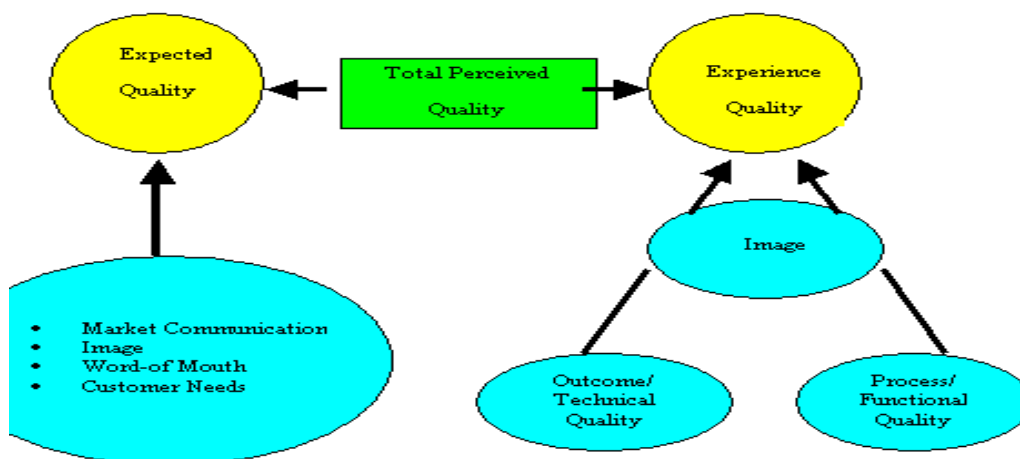 Expected
Quality
Total Perceived
Quality
Experience
Quality
Image
• Market Communication
• Image
• Word-of Mouth
• Customer Needs
Outcome/
Technical
Quality
Process/
Functional
Quality